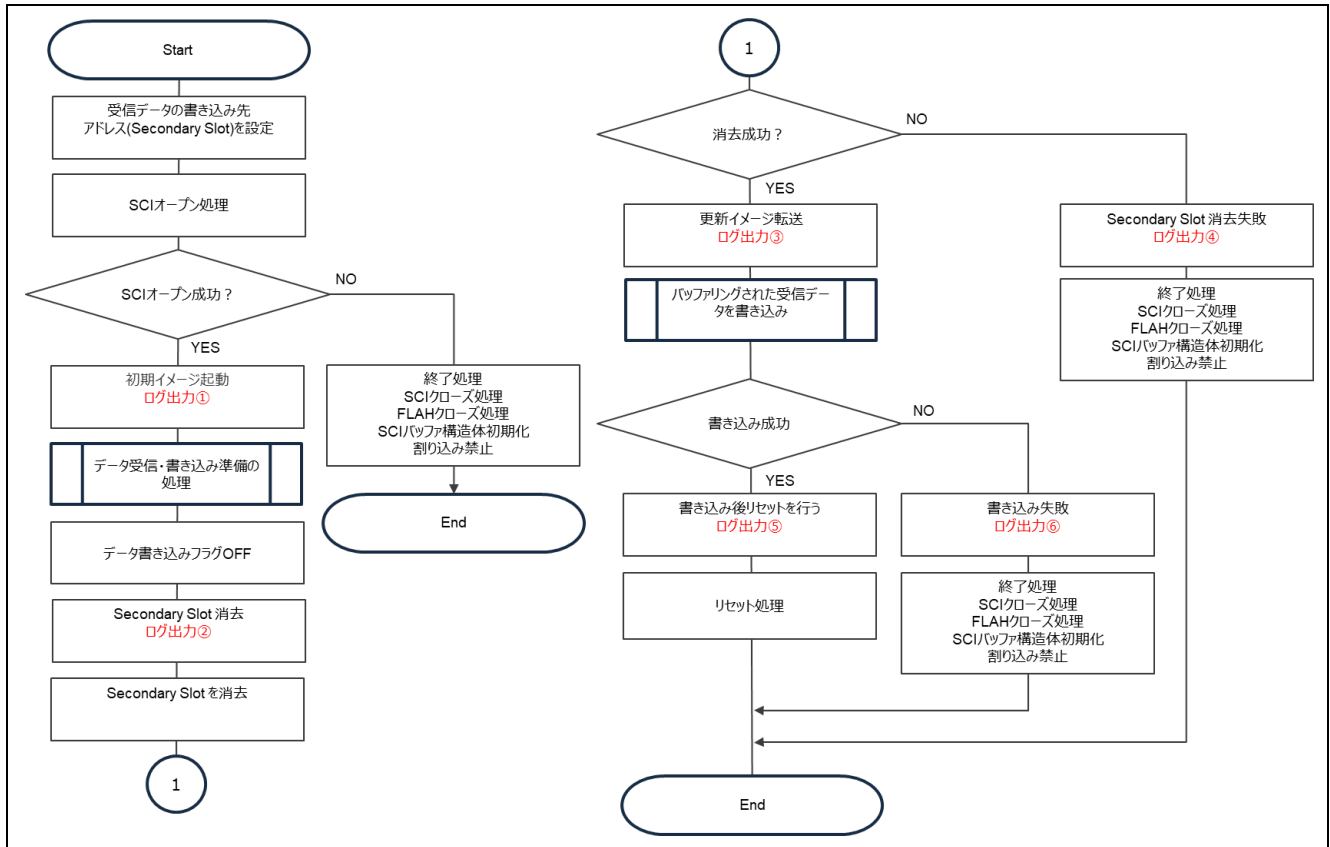 Start
受信データの書き込み先
アドレス(Secondary Slot)を設定
SCIオープン処理
SCIオープン成功？
NO
YES
初期イメージ起動
ログ出力①
データ受信・書き込み準備の
処理
データ書き込みフラグOFF
Secondary Slot 消去
ログ出力②
Secondary Slot を消去
1
終了処理
SCIクローズ処理
FLAHクローズ処理
SCIバッファ構造体初期化
割り込み禁止
End
1
消去成功？
NO
YES
更新イメージ転送
ログ出力③
バッファリングされた受信デー
タを書き込み
書き込み成功
NO
YES
書き込み後リセットを行う
ログ出力⑤
リセット処理
書き込み失敗
ログ出力⑥
終了処理
SCIクローズ処理
FLAHクローズ処理
SCIバッファ構造体初期化
割り込み禁止
Secondary Slot 消去失敗
ログ出力④
終了処理
SCIクローズ処理
FLAHクローズ処理
SCIバッファ構造体初期化
割り込み禁止
End